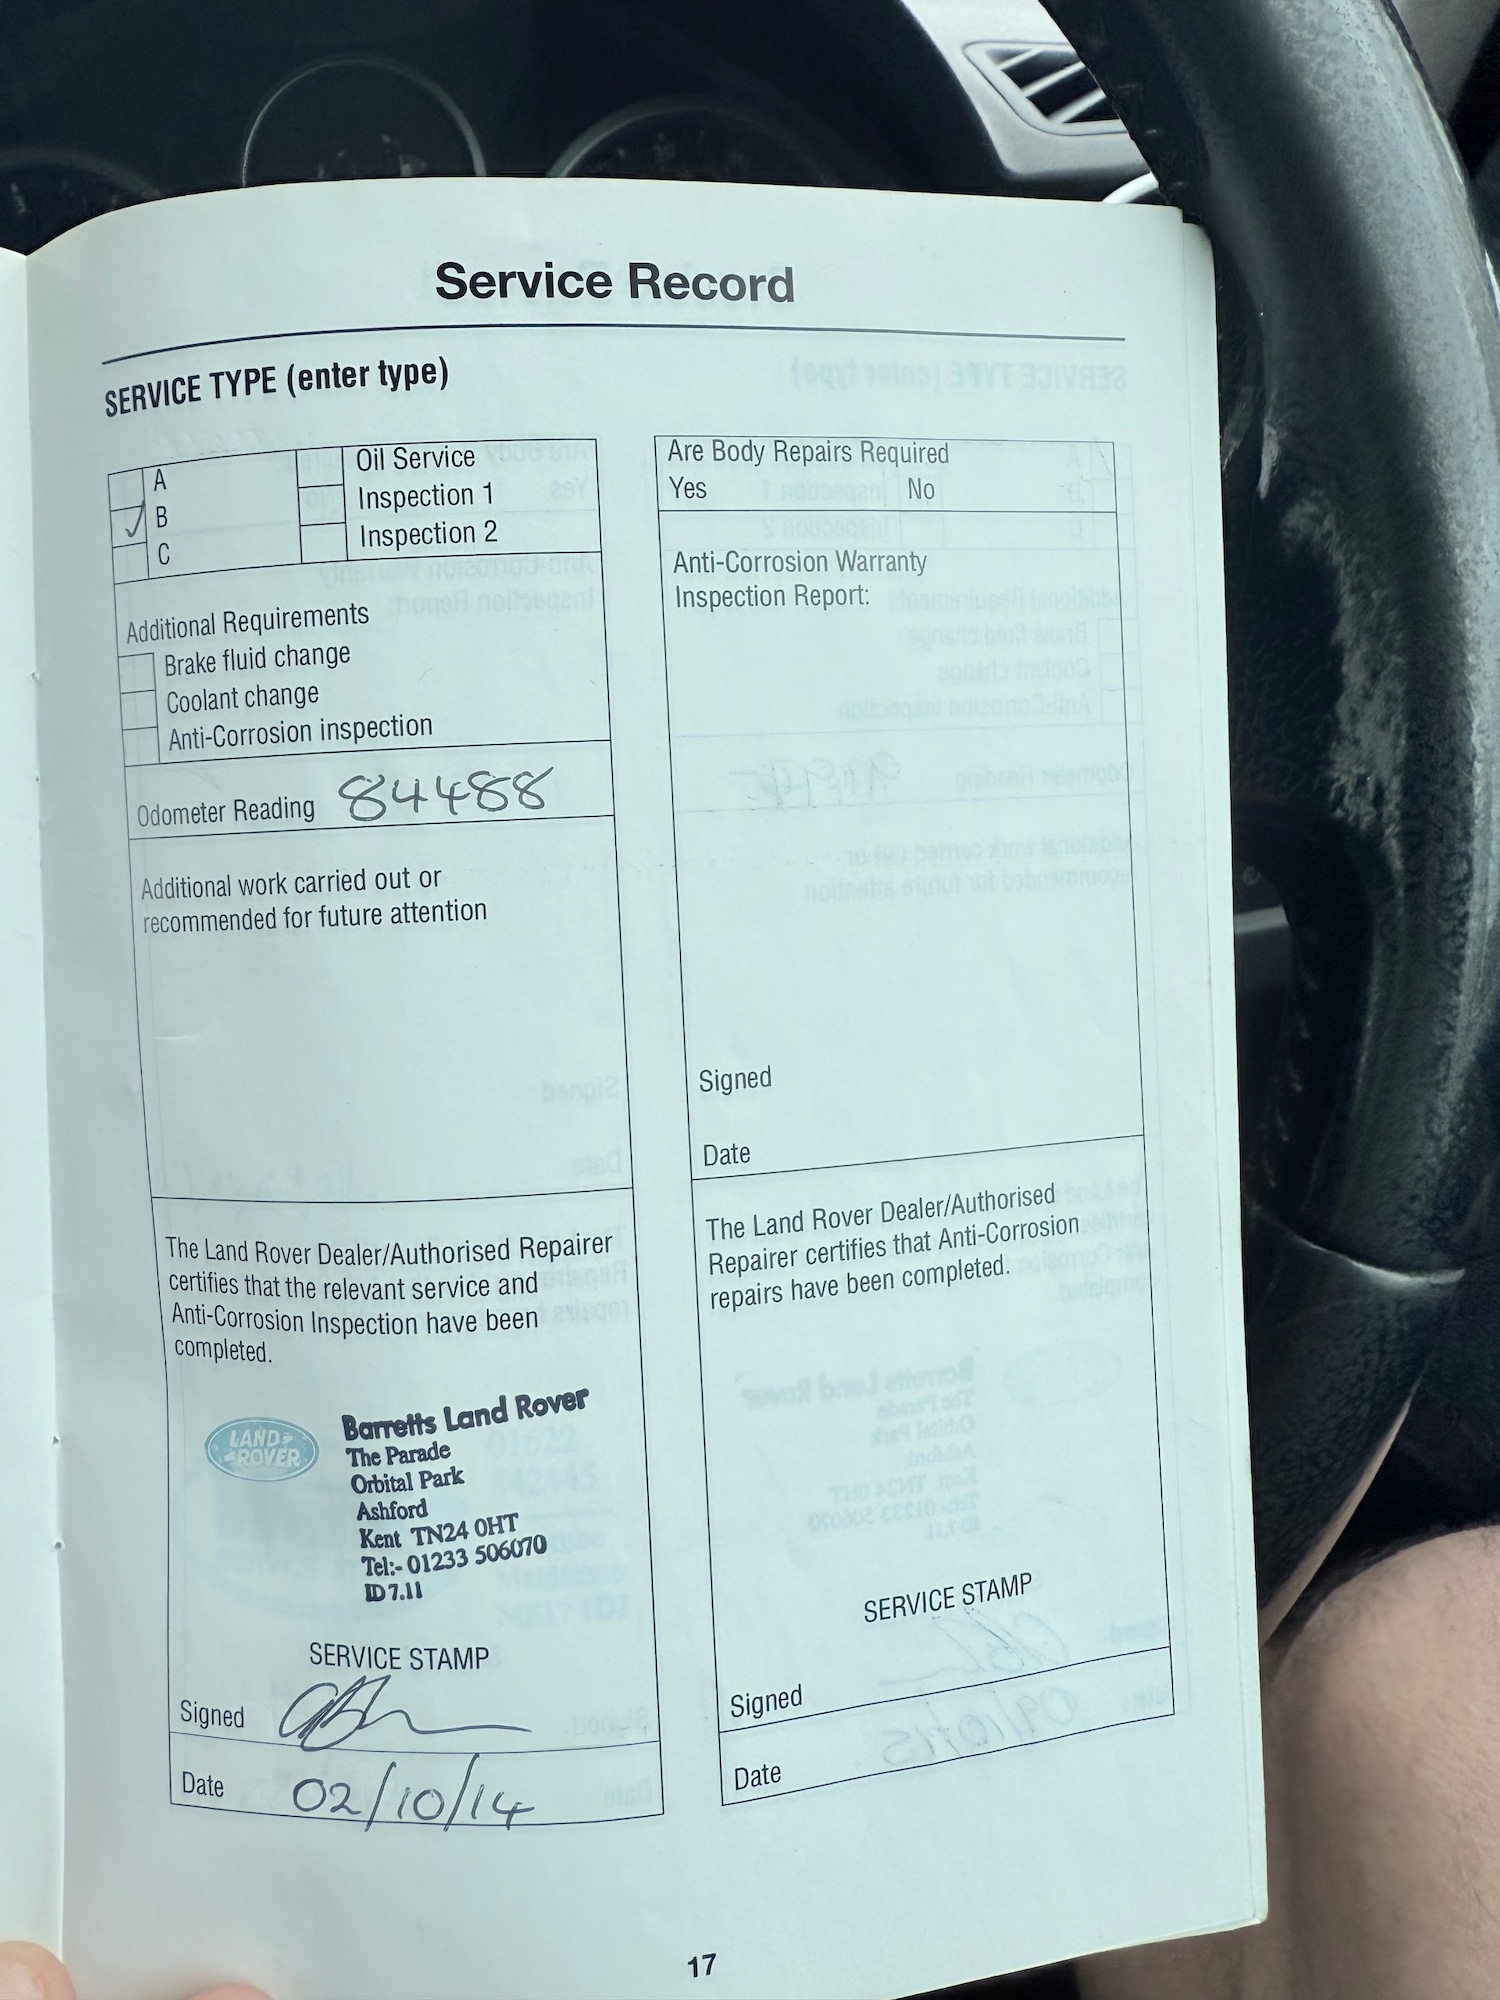 Service Record
SERVICE TYPE (enter type)
A
B
C
Oil Service
Inspection 1
Inspection 2
Additional Requirements
Brake fluid change
Coolant change
Anti-Corrosion inspection
Odometer Reading 84488
Additional work carried out or
recommended for future attention
The Land Rover Dealer/Authorised Repairer
certifies that the relevant service and
Anti-Corrosion Inspection have been
completed.
LAND-
-ROVER
Barretts Land Rover
The Parade
Orbital Park
Ashford
Kent TN24 0HT
Tel:- 01233 506070
ID 7.11
SERVICE STAMP
Signed
Date 02/10/14
Are Body Repairs Required
Yes No
Anti-Corrosion Warranty
Inspection Report:
Signed
Date
The Land Rover Dealer/Authorised
Repairer certifies that Anti-Corrosion
repairs have been completed.
SERVICE STAMP
Signed
Date
17